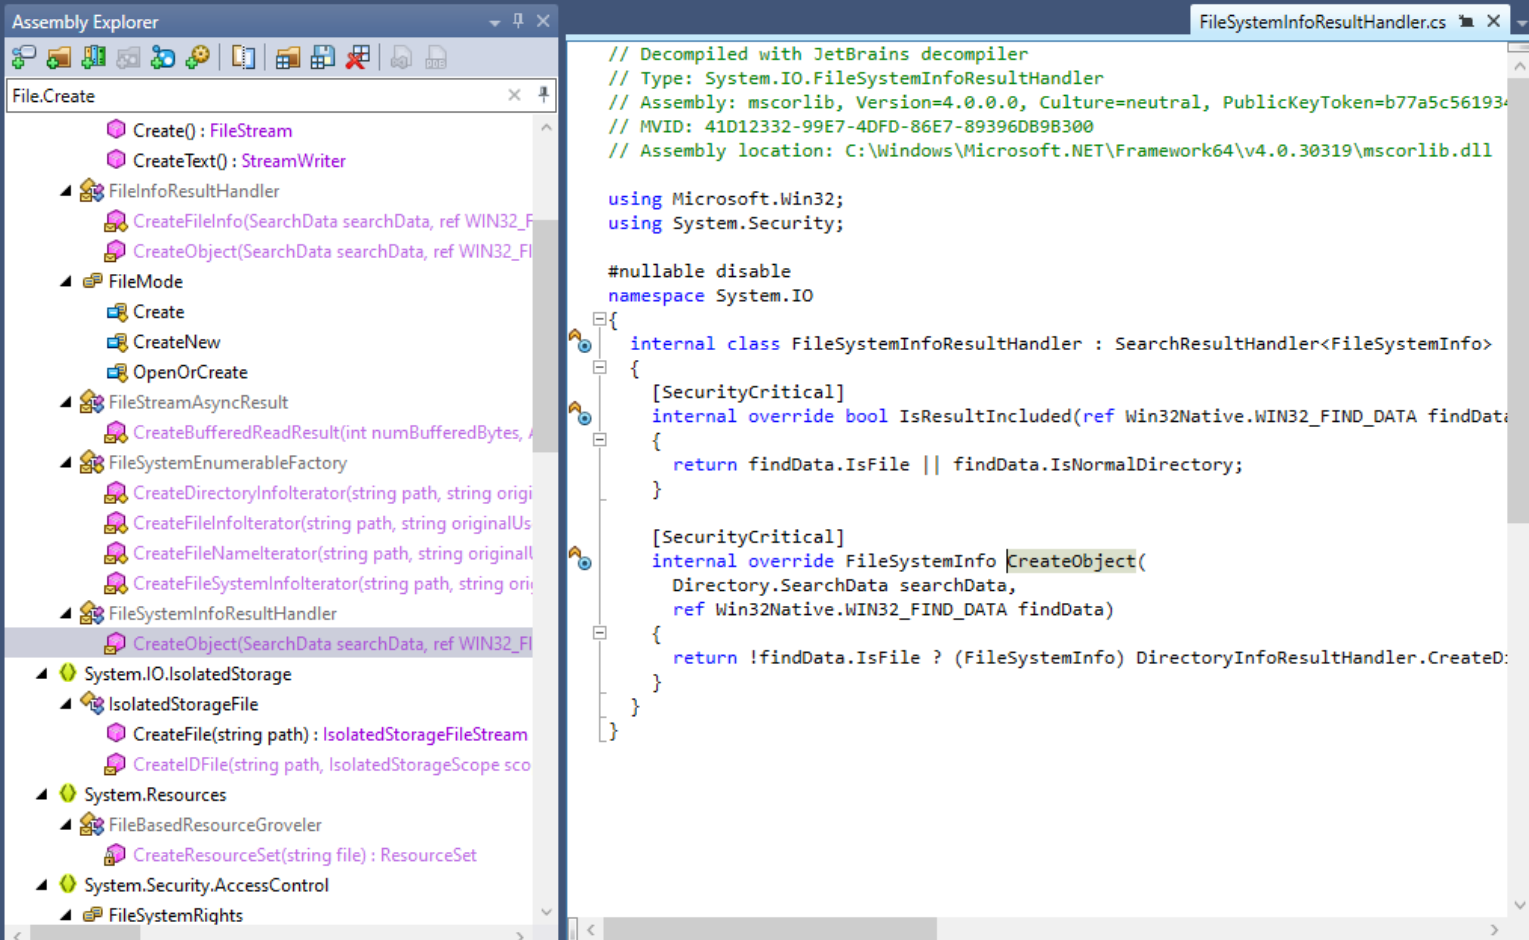 Assembly Explorer
File.Create
Create() : FileStream
CreateText() : StreamWriter
FileInfoResultHandler
CreateFileInfo(SearchData searchData, ref WIN32_F
CreateObject(SearchData searchData, ref WIN32_FI
FileMode
Create
CreateNew
OpenOrCreate
FileStreamAsyncResult
CreateBufferedReadResult(int numBufferedBytes, A
FileSystemEnumerableFactory
CreateDirectoryInfoIterator(string path, string origi
CreateFileInfoIterator(string path, string originalUs
CreateFileNameIterator(string path, string originalU
CreateFileSystemInfoIterator(string path, string orig
FileSystemInfoResultHandler
CreateObject(SearchData searchData, ref WIN32_FI
System.IO.IsolatedStorage
IsolatedStorageFile
CreateFile(string path) : IsolatedStorageFileStream
CreateIDFile(string path, IsolatedStorageScope sco
System.Resources
FileBasedResourceGroveler
CreateResourceSet(string file) : ResourceSet
System.Security.AccessControl
FileSystemRights
FileSystemInfoResultHandler.cs
// Decompiled with JetBrains decompiler
// Type: System.IO.FileSystemInfoResultHandler
// Assembly: mscorlib, Version=4.0.0.0, Culture=neutral, PublicKeyToken=b77a5c561934
// MVID: 41D12332-99E7-4DFD-86E7-89396DB9B300
// Assembly location: C:\Windows\Microsoft.NET\Framework64\v4.0.30319\mscorlib.dll
using Microsoft.Win32;
using System.Security;
#nullable disable
namespace System.IO
{
internal class FileSystemInfoResultHandler : SearchResultHandler<FileSystemInfo>
{
[SecurityCritical]
internal override bool IsResultIncluded(ref Win32Native.WIN32_FIND_DATA findData
{
return findData.IsFile || findData.IsNormalDirectory;
}
[SecurityCritical]
internal override FileSystemInfo CreateObject(
Directory.SearchData searchData,
ref Win32Native.WIN32_FIND_DATA findData)
{
return !findData.IsFile ? (FileSystemInfo) DirectoryInfoResultHandler.CreateDi
}
}
}